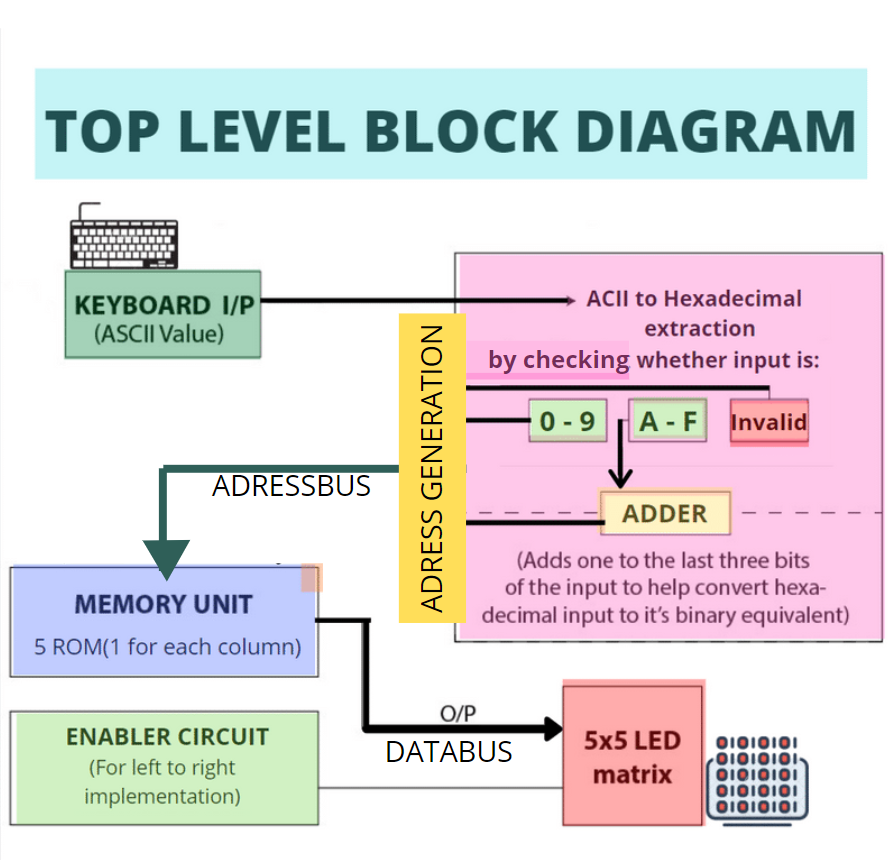 TOP LEVEL BLOCK DIAGRAM
KEYBOARD I/P
(ASCII Value)
ACII to Hexadecimal
extraction
by checking whether input is:
0 - 9
A - F
Invalid
ADRESS GENERATION
ADRESSBUS
ADDER
(Adds one to the last three bits
of the input to help convert hexa-
decimal input to it's binary equivalent)
MEMORY UNIT
5 ROM(1 for each column)
O/P
DATABUS
ENABLER CIRCUIT
(For left to right
implementation)
5x5 LED
matrix